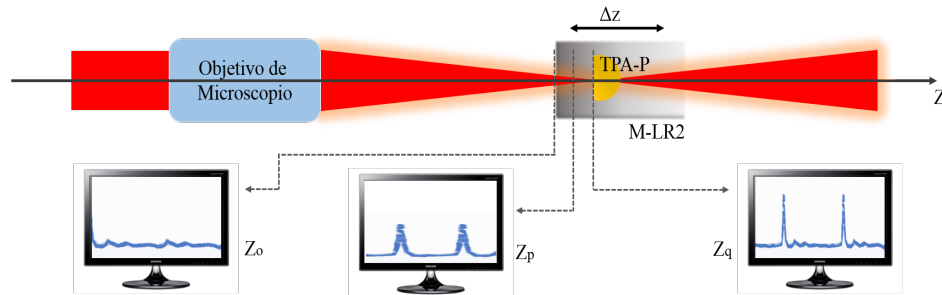 Δz
Objetivo de
Microscopio
TPA-P
Z
M-LR2
Zo
Zp
Zq